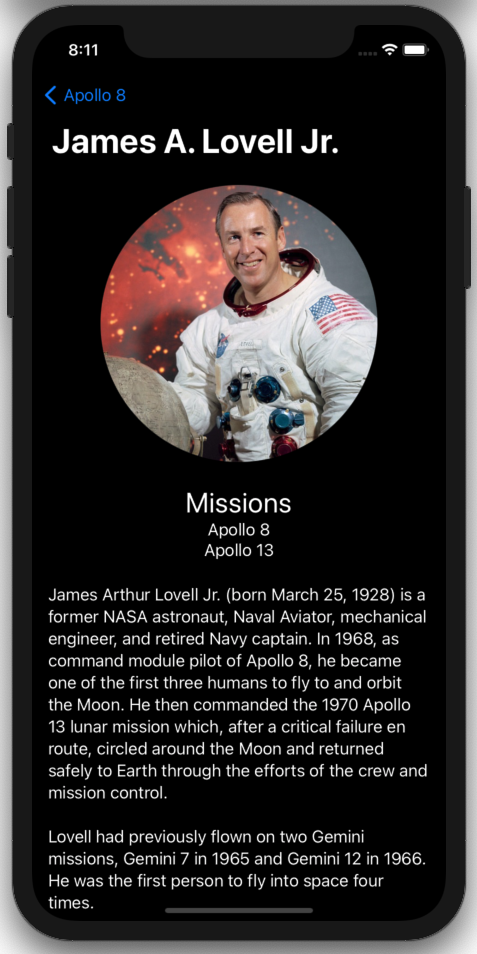 8:11
Apollo 8
James A. Lovell Jr.
Missions
Apollo 8
Apollo 13
James Arthur Lovell Jr. (born March 25, 1928) is a
former NASA astronaut, Naval Aviator, mechanical
engineer, and retired Navy captain. In 1968, as
command module pilot of Apollo 8, he became
one of the first three humans to fly to and orbit
the Moon. He then commanded the 1970 Apollo
13 lunar mission which, after a critical failure en
route, circled around the Moon and returned
safely to Earth through the efforts of the crew and
mission control.
Lovell had previously flown on two Gemini
missions, Gemini 7 in 1965 and Gemini 12 in 1966.
He was the first person to fly into space four
times.